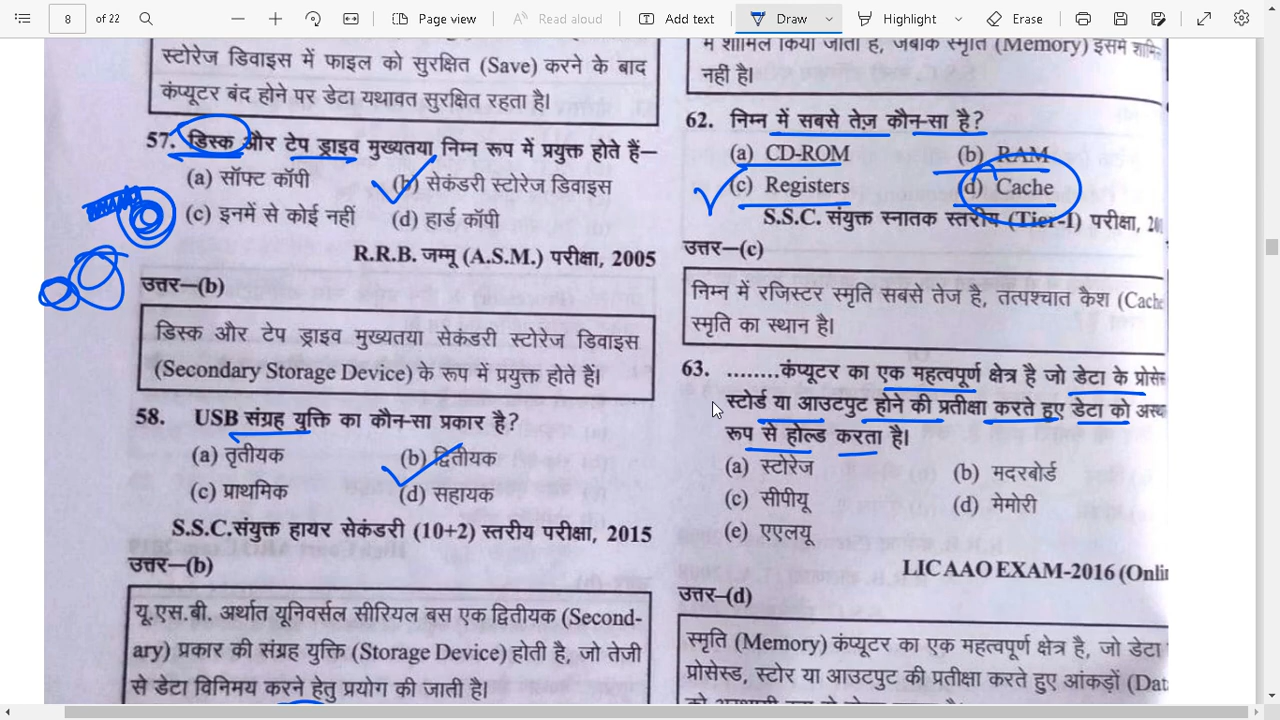 8
of 22
Page view
Read aloud
Add text
Draw
Highlight
Erase
स्टोरेज डिवाइस में फाइल को सुरक्षित (Save) करने के बाद
कंप्यूटर बंद होने पर डेटा यथावत सुरक्षित रहता है।
57. डिस्क और टेप ड्राइव मुख्यतया निम्न रूप में प्रयुक्त होते हैं—
(a) सॉफ्ट कॉपी (b) सेकंडरी स्टोरेज डिवाइस
(c) इनमें से कोई नहीं (d) हार्ड कॉपी
R.R.B. जम्मू (A.S.M.) परीक्षा, 2005
उत्तर—(b)
डिस्क और टेप ड्राइव मुख्यतया सेकंडरी स्टोरेज डिवाइस
(Secondary Storage Device) के रूप में प्रयुक्त होते हैं।
58. USB संग्रह युक्ति का कौन-सा प्रकार है?
(a) तृतीयक (b) द्वितीयक
(c) प्राथमिक (d) सहायक
S.S.C.संयुक्त हायर सेकंडरी (10+2) स्तरीय परीक्षा, 2015
उत्तर—(b)
यू.एस.बी. अर्थात यूनिवर्सल सीरियल बस एक द्वितीयक (Second-
ary) प्रकार की संग्रह युक्ति (Storage Device) होती है, जो तेजी
से डेटा विनिमय करने हेतु प्रयोग की जाती है।
में शामिल किया जाता है, जबकि स्मृति (Memory) इसमें
नहीं है।
62. निम्न में सबसे तेज़ कौन-सा है?
(a) CD-ROM (b) RAM
(c) Registers (d) Cache
S.S.C. संयुक्त स्नातक स्तरीय (Tier-I) परीक्षा,
उत्तर—(c)
निम्न में रजिस्टर स्मृति सबसे तेज है, तत्पश्चात कैश (Cache
स्मृति का स्थान है।
63. ........कंप्यूटर का एक महत्वपूर्ण क्षेत्र है जो डेटा के
स्टोर्ड या आउटपुट होने की प्रतीक्षा करते हुए डेटा को
रूप से होल्ड करता है।
(a) स्टोरेज (b) मदरबोर्ड
(c) सीपीयू (d) मेमोरी
(e) एएलयू
LIC AAO EXAM-2016
उत्तर—(d)
स्मृति (Memory) कंप्यूटर का एक महत्वपूर्ण क्षेत्र है, जो डेटा
प्रोसेस्ड, स्टोर या आउटपुट की प्रतीक्षा करते हुए आंकड़ों